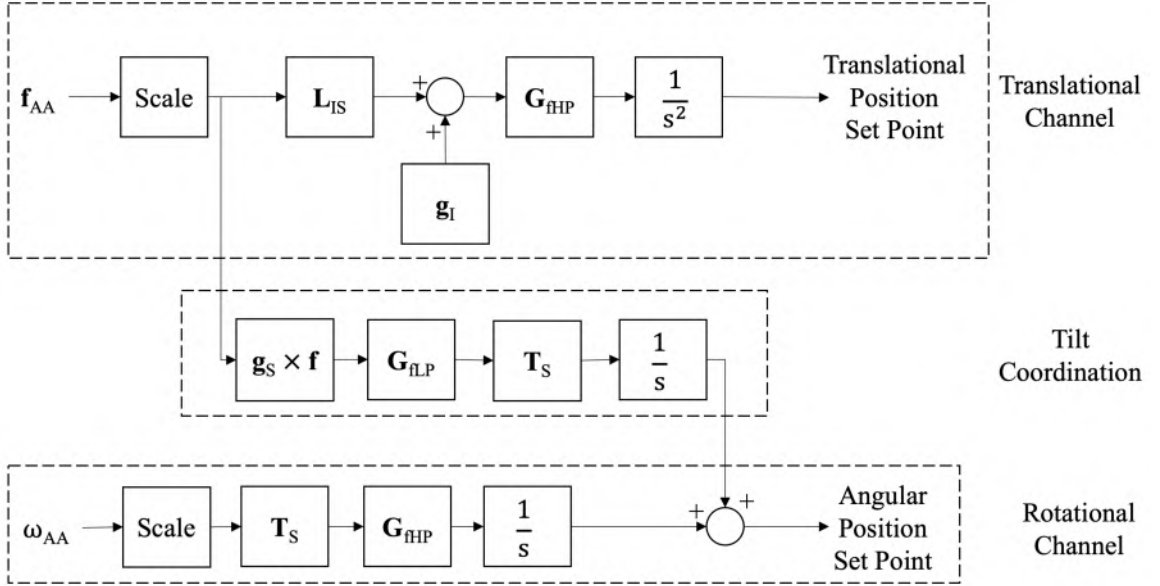 f_AA
Scale
L_IS
+
+
g_I
G_fHP
1
s²
Translational
Position
Set Point
Translational
Channel
g_S × f
G_fLP
T_S
1
s
Tilt
Coordination
ω_AA
Scale
T_S
G_fHP
1
s
+
+
Angular
Position
Set Point
Rotational
Channel